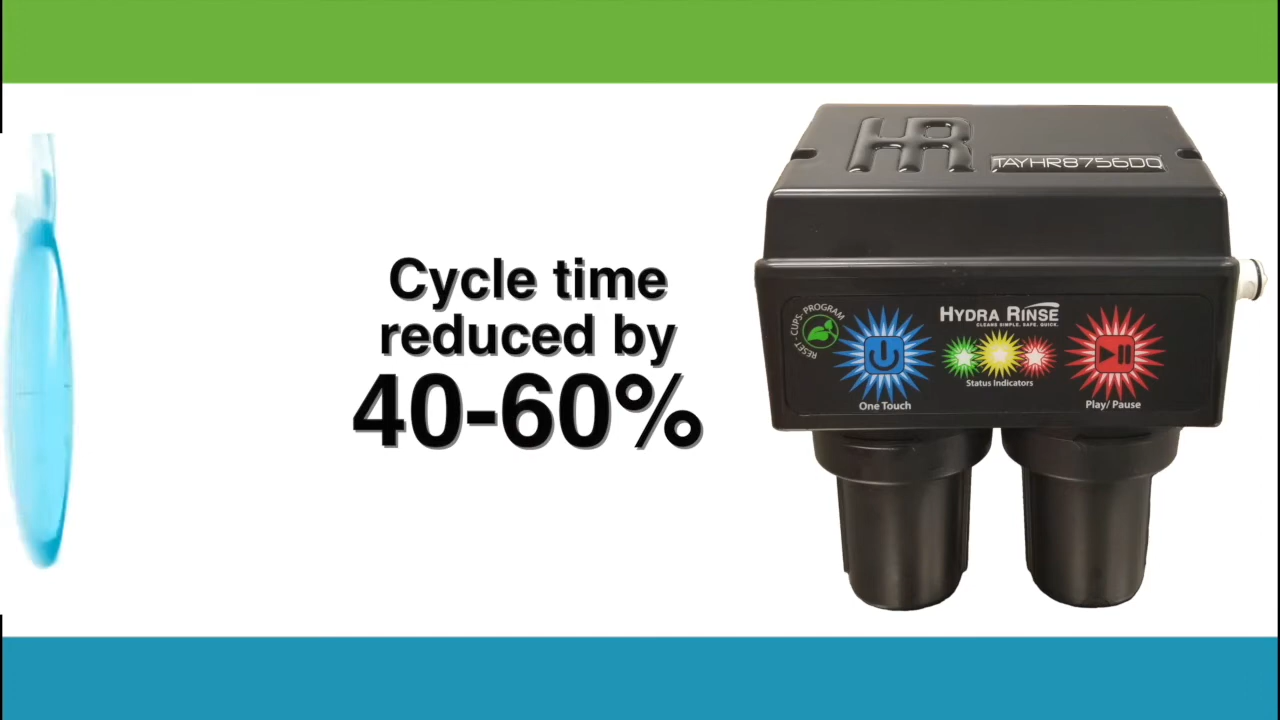 Cycle time
reduced by
40-60%
HR
TAYHR8756DQ
RESET - CUPS- PROGRAM
HYDRA RINSE
CLEANS SIMPLE. SAFE. QUICK.
Status Indicators
One Touch
Play/ Pause